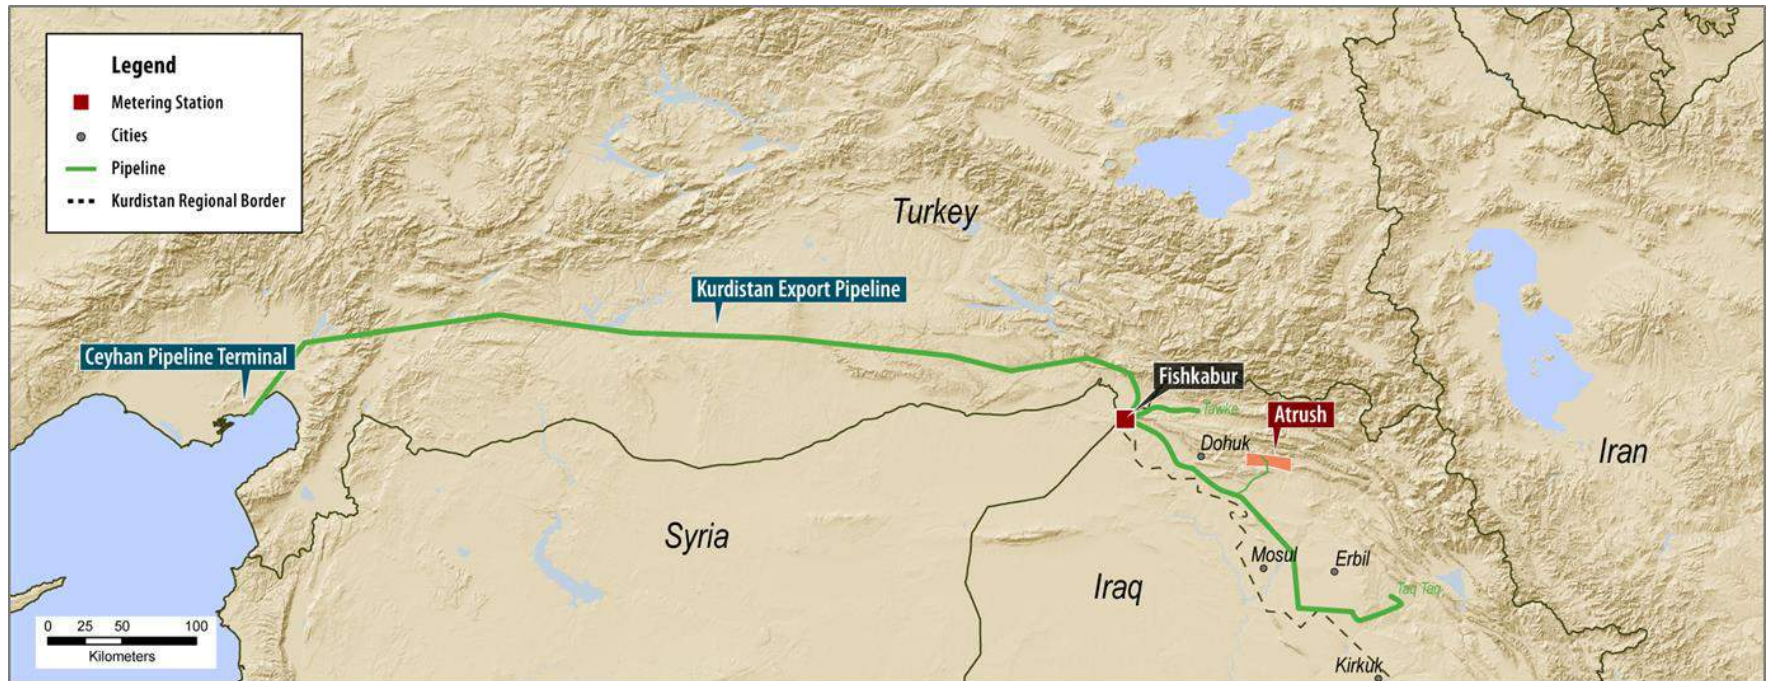 Legend
Metering Station
Cities
Pipeline
Kurdistan Regional Border
Turkey
Kurdistan Export Pipeline
Ceyhan Pipeline Terminal
Fishkabur
Tawke
Atrush
Dohuk
Iran
Syria
Mosul
Erbil
Iraq
Taq Taq
0 25 50 100
Kilometers
Kirkuk